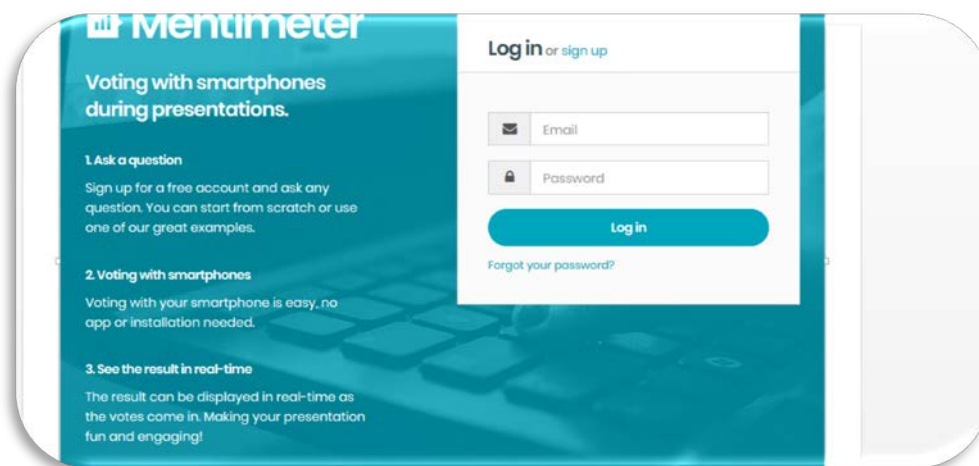 Mentimeter
Voting with smartphones
during presentations.
1. Ask a question
Sign up for a free account and ask any
question. You can start from scratch or use
one of our great examples.
2. Voting with smartphones
Voting with your smartphone is easy, no
app or installation needed.
3. See the result in real-time
The result can be displayed in real-time as
the votes come in. Making your presentation
fun and engaging!
Log in or sign up
Email
Password
Log in
Forgot your password?